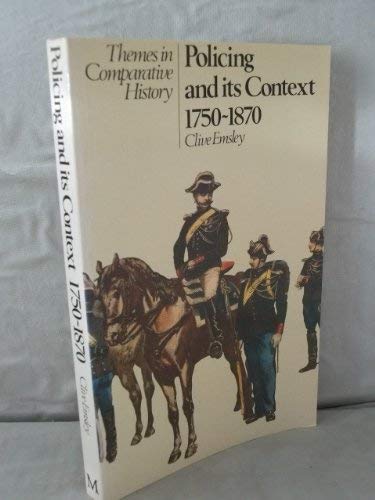 Themes in
Comparative
History
Policing
and its Context
1750-1870
Clive Emsley
Policing and its Context 1750-1870 Clive Emsley
M